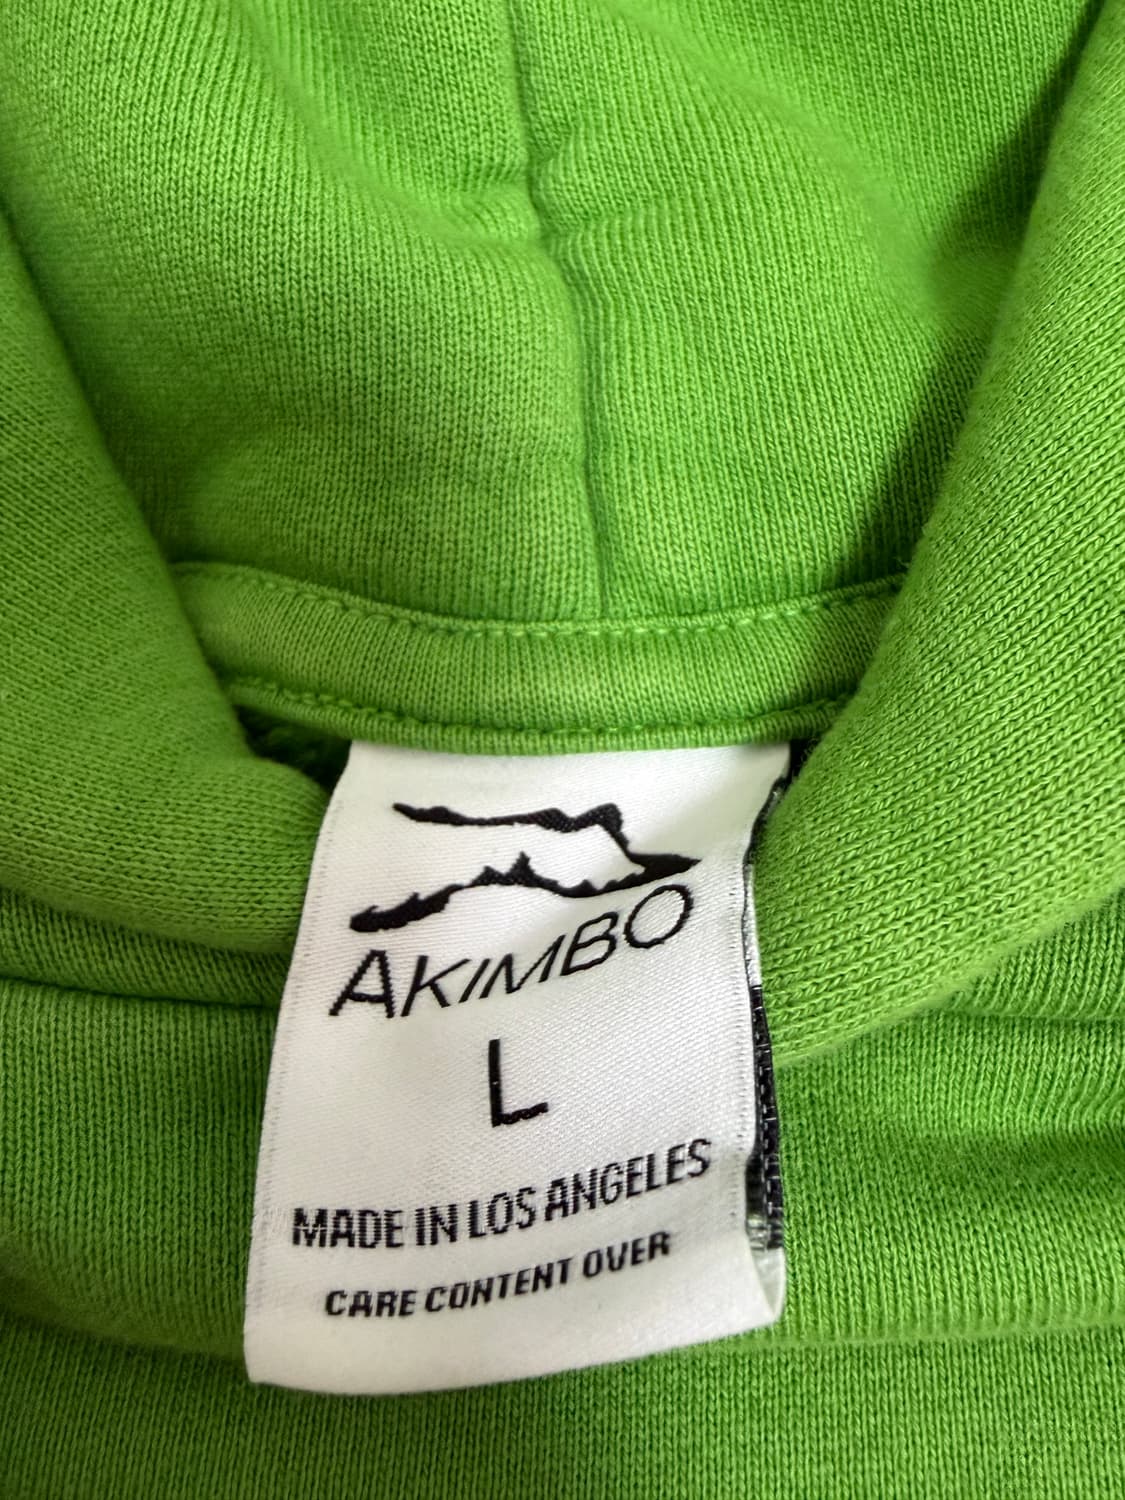 AKIMBO
L
MADE IN LOS ANGELES
CARE CONTENT OVER